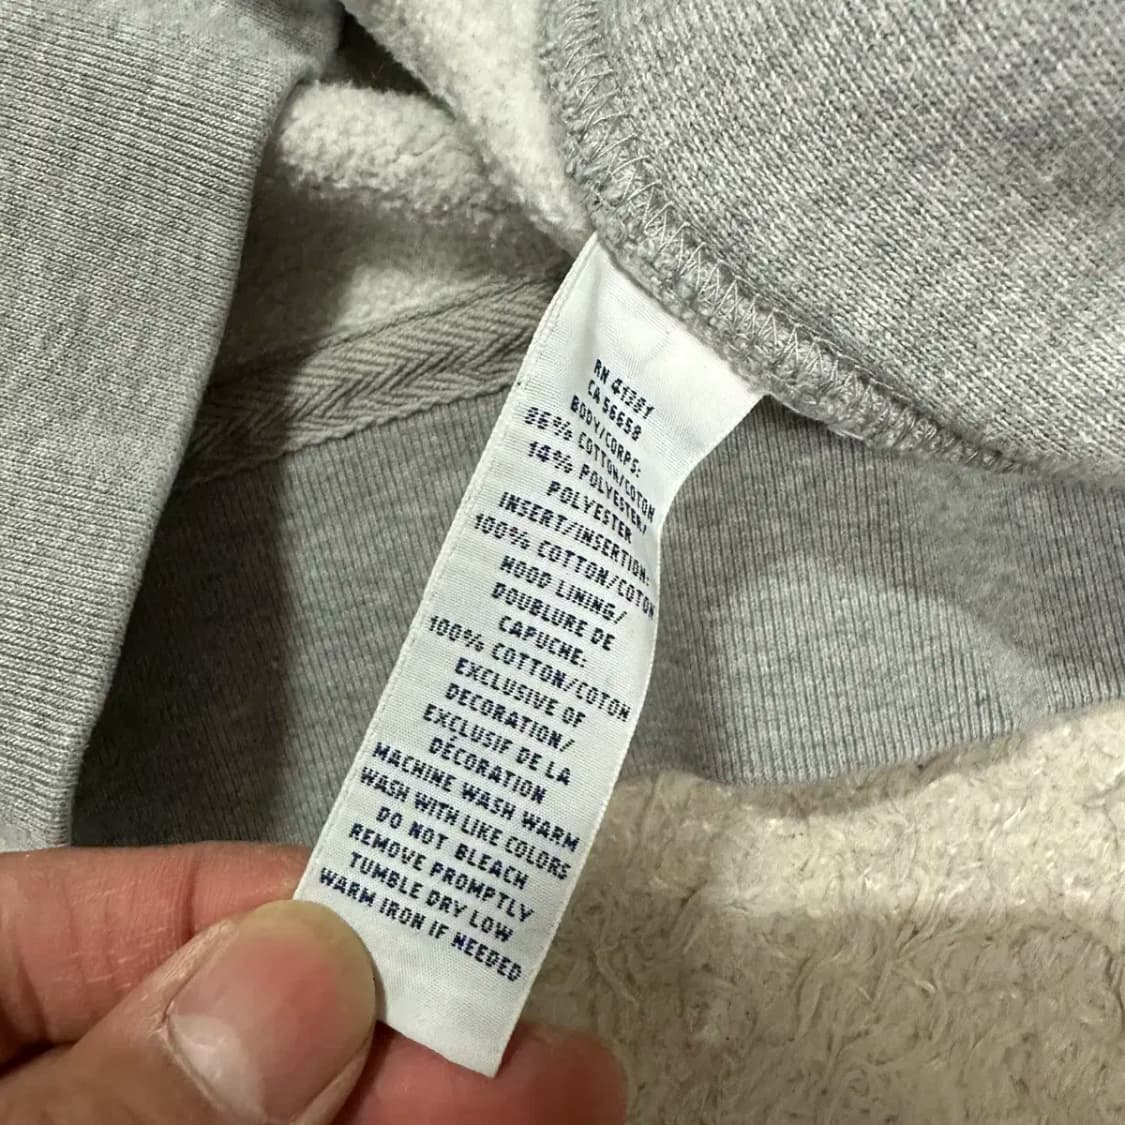 RN 41381
CA 56658
BODY/CORPS:
86% COTTON/COTON
14% POLYESTER/
POLYESTER
INSERT/INSERTION:
100% COTTON/COTON
HOOD LINING/
DOUBLURE DE
CAPUCHE:
100% COTTON/COTON
EXCLUSIVE OF
DECORATION/
EXCLUSIF DE LA
DÉCORATION
MACHINE WASH WARM
WASH WITH LIKE COLORS
DO NOT BLEACH
REMOVE PROMPTLY
TUMBLE DRY LOW
WARM IRON IF NEEDED